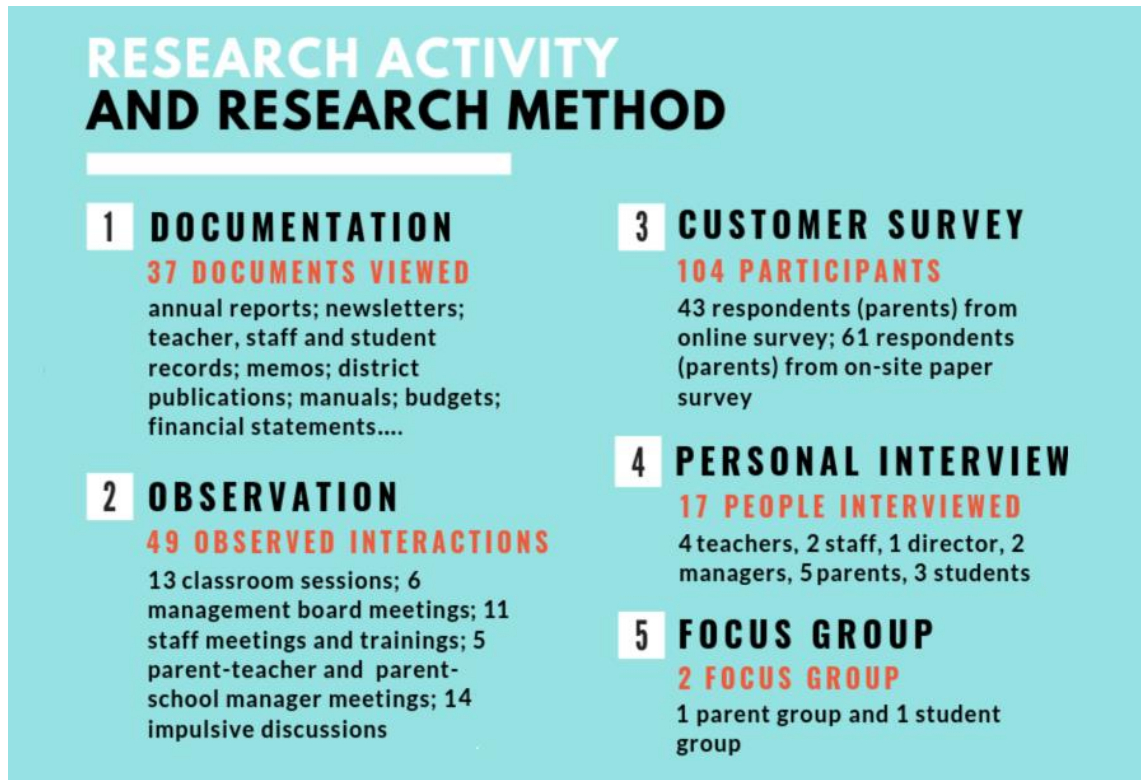 RESEARCH ACTIVITY
AND RESEARCH METHOD
1 DOCUMENTATION
37 DOCUMENTS VIEWED
annual reports; newsletters;
teacher, staff and student
records; memos; district
publications; manuals; budgets;
financial statements....
2 OBSERVATION
49 OBSERVED INTERACTIONS
13 classroom sessions; 6
management board meetings; 11
staff meetings and trainings; 5
parent-teacher and parent-
school manager meetings; 14
impulsive discussions
3 CUSTOMER SURVEY
104 PARTICIPANTS
43 respondents (parents) from
online survey; 61 respondents
(parents) from on-site paper
survey
4 PERSONAL INTERVIEW
17 PEOPLE INTERVIEWED
4 teachers, 2 staff, 1 director, 2
managers, 5 parents, 3 students
5 FOCUS GROUP
2 FOCUS GROUP
1 parent group and 1 student
group